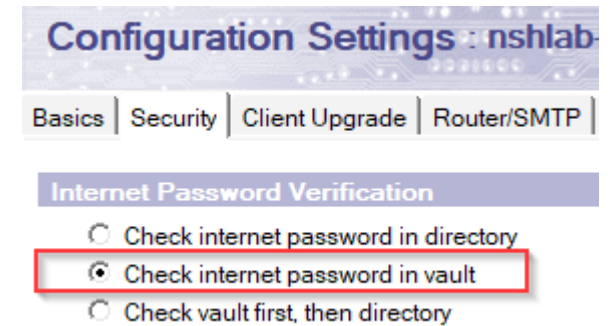 Configuration Settings : nshlab-
Basics Security Client Upgrade Router/SMTP
Internet Password Verification
Check internet password in directory
Check internet password in vault
Check vault first, then directory